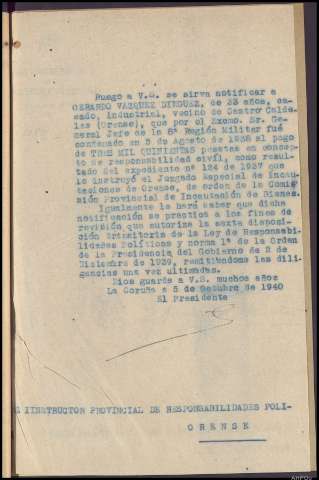 Ruego a V.S. se sirva notificar a
GERARDO VAZQUEZ DIEGUEZ, de 33 años, ca-
sado, industrial, vecino de Castro Calde-
las (Orense), que por el Excmo. Sr. Ge-
neral Jefe de la 8ª Región Militar fué
condenado en 5 de Agosto de 1938 al pago
de TRES MIL QUINIENTAS pesetas en concep-
to de responsabilidad civil, como resul-
tado del expediente nº 124 de 1937 que
le instruyó el Juzgado Especial de Incau-
taciones de Orense, de orden de la Comi
sión Provincial de Incautación de Bienes.
Igualmente le hará saber que dicha
notificación se practica a los fines de
revisión que autoriza la sexta disposi-
ción transitoria de la Ley de Responsabi-
lidades Políticas y norma 1ª de la Orden
de la Presidencia del Gobierno de 2 de
Diciembre de 1939, remitiéndome las dili-
gencias una vez ultimadas.
Dios guarde a V.S. muchos años
La Coruña a 5 de Octubre de 1940
El Presidente
IINSTRUCTOR PROVINCIAL DE RESPONSABILIDADES POLI-
ORENSE